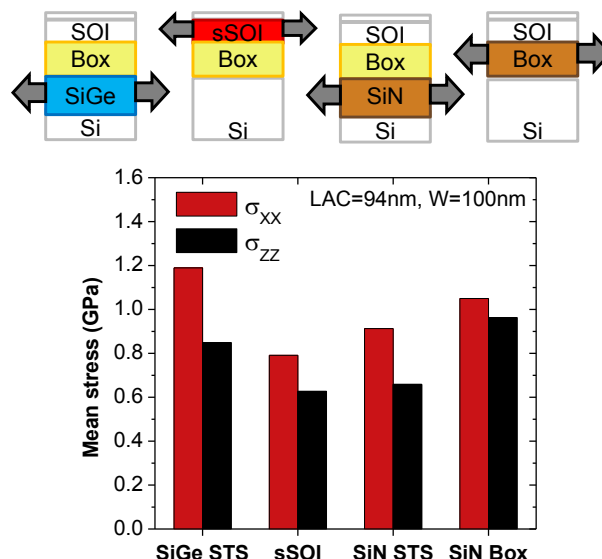 SOI
Box
SiGe
Si
sSOI
Box
Si
SOI
Box
SiN
Si
SOI
Box
Si
LAC=94nm, W=100nm
σXX
σZZ
Mean stress (GPa)
1.6
1.4
1.2
1.0
0.8
0.6
0.4
0.2
0.0
SiGe STS sSOI SiN STS SiN Box